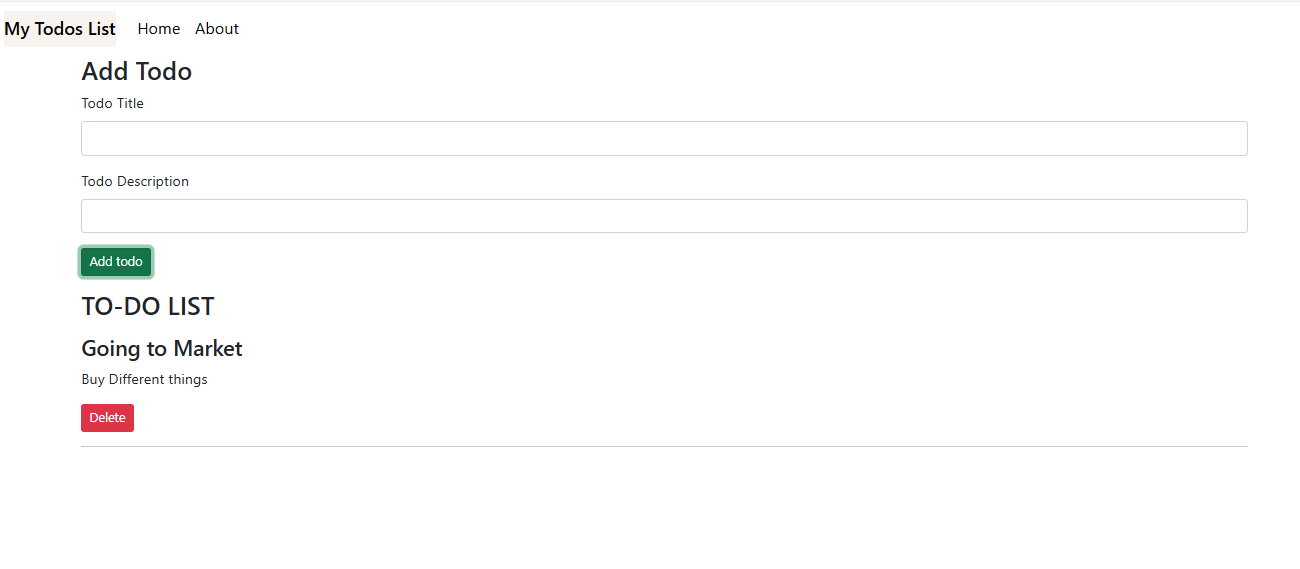 My Todos List Home About
Add Todo
Todo Title
Todo Description
Add todo
TO-DO LIST
Going to Market
Buy Different things
Delete